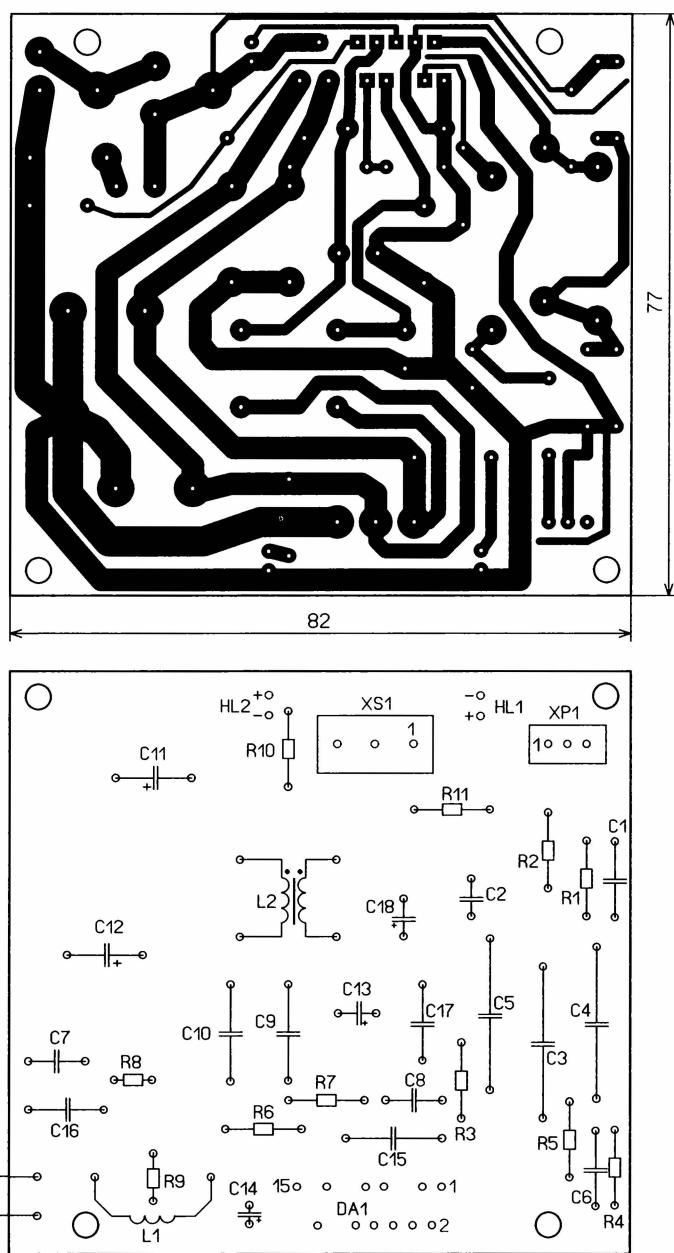 77
82
+
-
HL2
XS1
1
-
+
HL1
XP1
1
C11
+
R10
R11
R2
C1
R1
L2
C18
+
C2
C12
+
C13
+
C17
C5
C4
C10
C9
C3
C7
R8
C16
R7
C8
R3
R6
C15
R5
C6
R4
R9
L1
C14
+
15
1
DA1
2